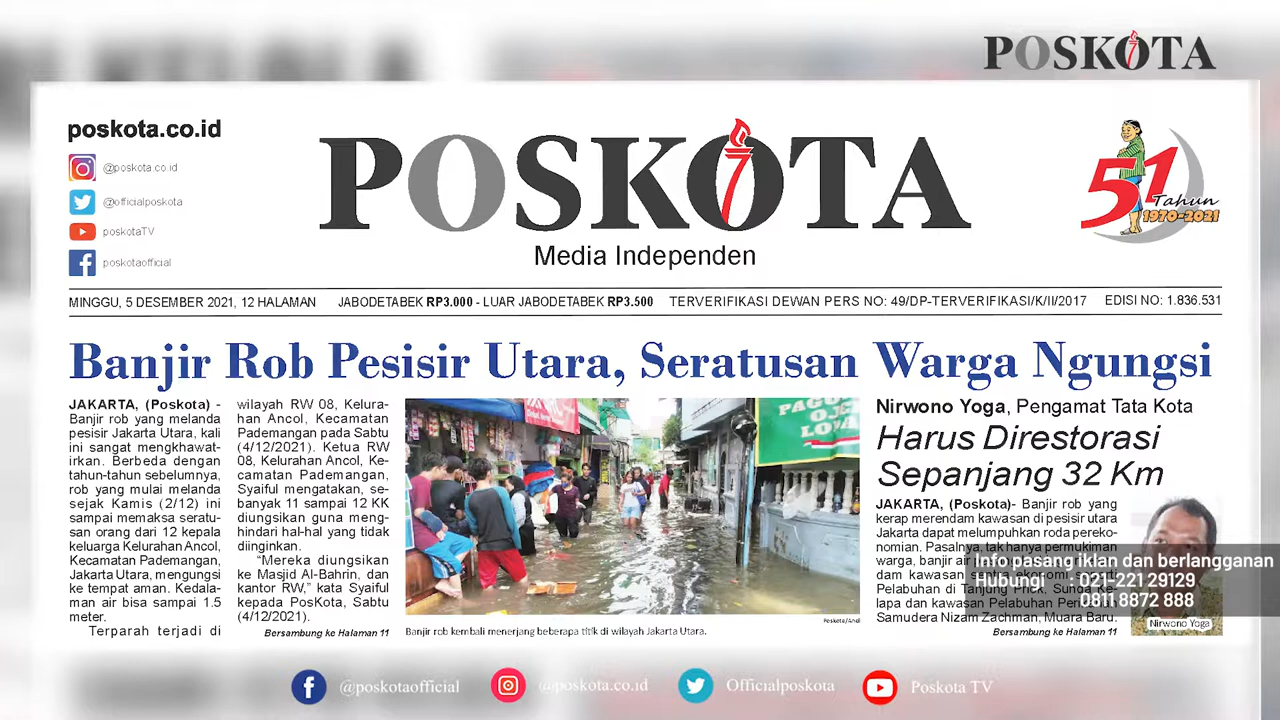 POSKOTA
poskota.co.id
@poskota.co.id
@officialposkota
poskotaTV
poskotaofficial
POSKOTA
Media Independen
51
Tahun
1970-2021
MINGGU, 5 DESEMBER 2021, 12 HALAMAN
JABODETABEK RP3.000 - LUAR JABODETABEK RP3.500
TERVERIFIKASI DEWAN PERS NO: 49/DP-TERVERIFIKASI/K/II/2017
EDISI NO: 1.836.531
Banjir Rob Pesisir Utara, Seratusan Warga Ngungsi
JAKARTA, (Poskota) -
Banjir rob yang melanda
pesisir Jakarta Utara, kali
ini sangat mengkhawat-
irkan. Berbeda dengan
tahun-tahun sebelumnya,
rob yang mulai melanda
sejak Kamis (2/12) ini
sampai memaksa seratu-
san orang dari 12 kepala
keluarga Kelurahan Ancol,
Kecamatan Pademangan,
Jakarta Utara, mengungsi
ke tempat aman. Kedala-
man air bisa sampai 1.5
meter.
Terparah terjadi di
wilayah RW 08, Kelura-
han Ancol, Kecamatan
Pademangan pada Sabtu
(4/12/2021). Ketua RW
08, Kelurahan Ancol, Ke-
camatan Pademangan,
Syaiful mengatakan, se-
banyak 11 sampai 12 KK
diungsikan guna meng-
hindari hal-hal yang tidak
diinginkan.
"Mereka diungsikan
ke Masjid Al-Bahrin, dan
kantor RW," kata Syaiful
kepada PosKota, Sabtu
(4/12/2021).
Bersambung ke Halaman 11
Poskota/Anel
Banjir rob kembali menerjang beberapa titik di wilayah Jakarta Utara.
Nirwono Yoga, Pengamat Tata Kota
Harus Direstorasi
Sepanjang 32 Km
JAKARTA, (Poskota)- Banjir rob yang
kerap merendam kawasan di pesisir utara
Jakarta dapat melumpuhkan roda pereko-
nomian. Pasalnya, tak hanya permukiman
warga, banjir
dan kawasan ekonomi
Pelabuhan di Tanjung Priok. Sunda Ke-
lapa dan kawasan Pelabuhan
Samudera Nizam Zachman, Muara Baru.
Bersambung ke Halaman 11
Nirwono Yoga
Info pasang iklan dan berlangganan
Hubungi : 021-221 29129
0811 8872 888
@poskotaofficial
@poskota.co.id
Officialposkota
Poskota TV